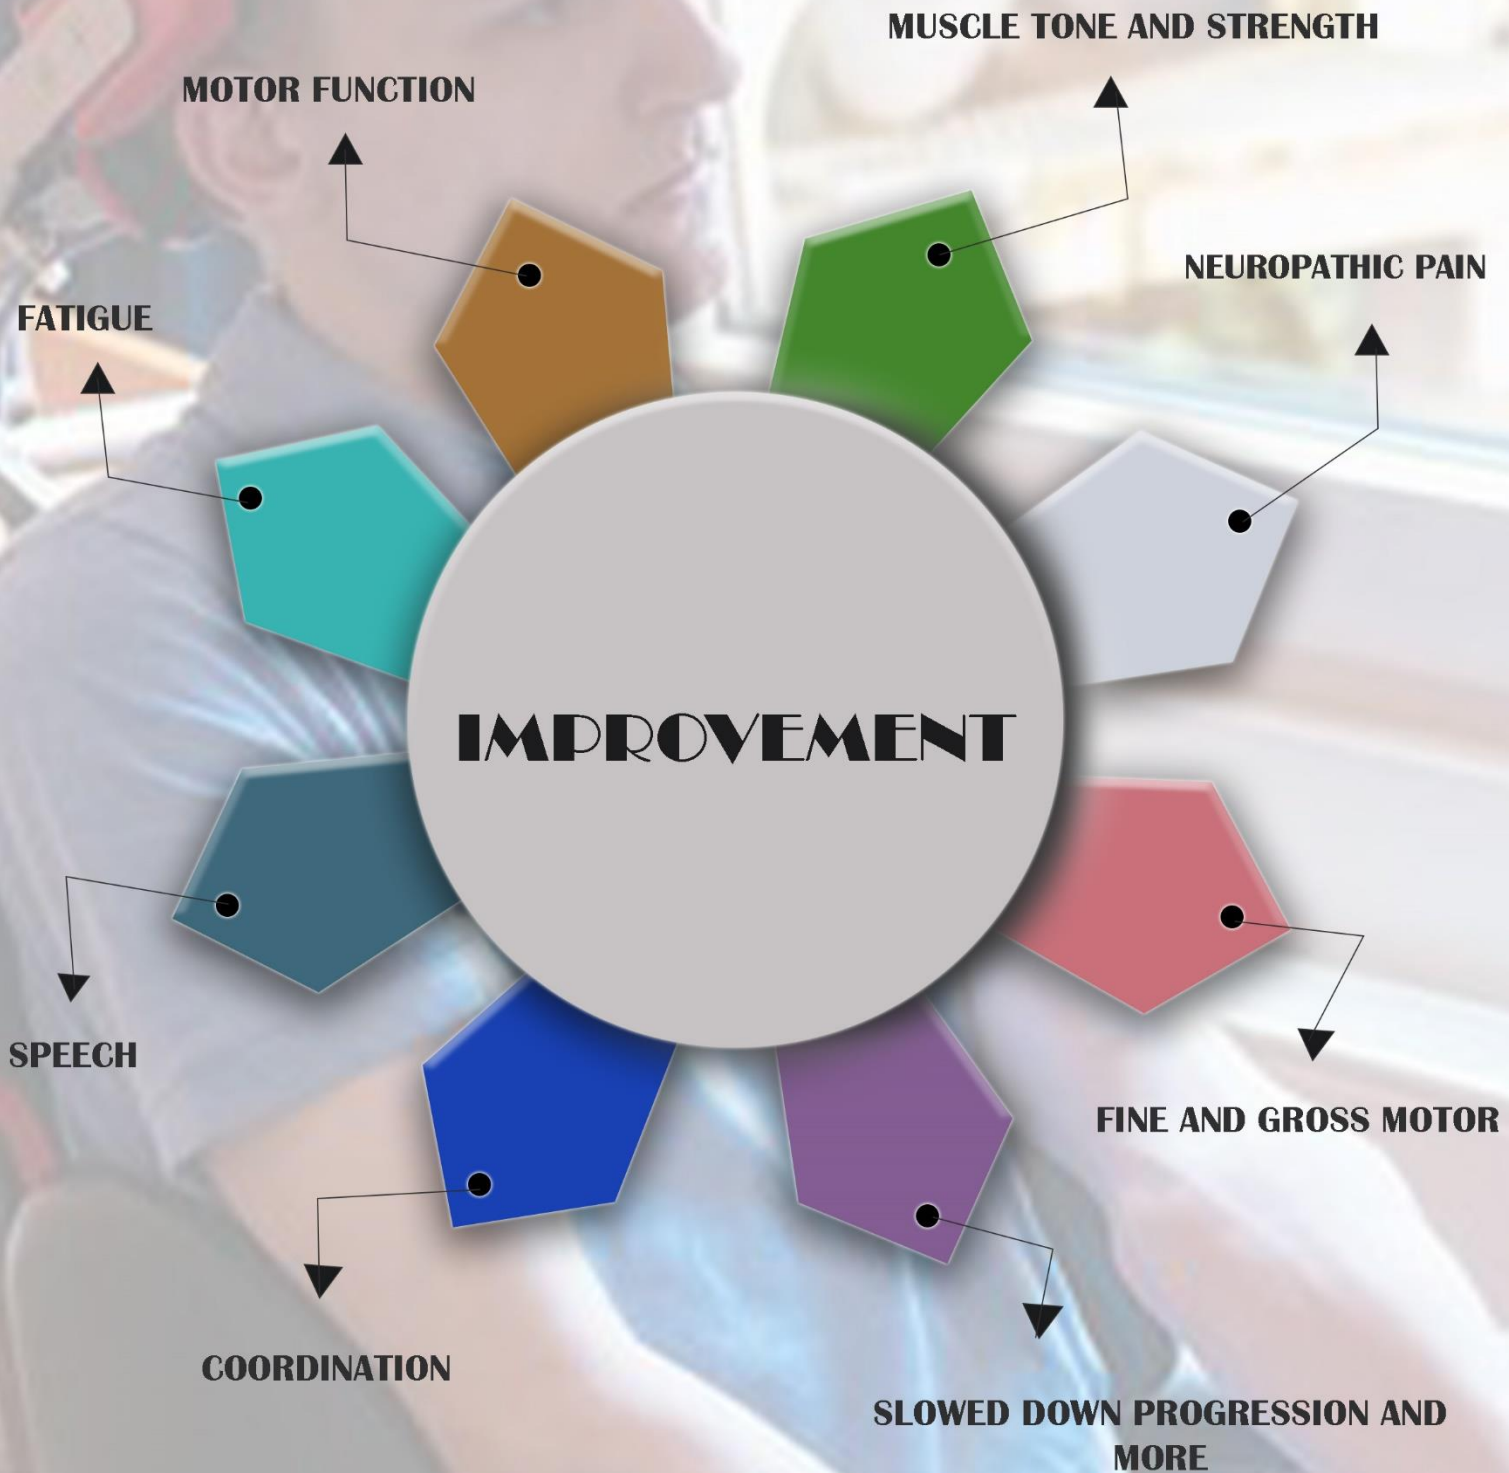 MUSCLE TONE AND STRENGTH
MOTOR FUNCTION
NEUROPATHIC PAIN
FATIGUE
IMPROVEMENT
SPEECH
FINE AND GROSS MOTOR
COORDINATION
SLOWED DOWN PROGRESSION AND
MORE